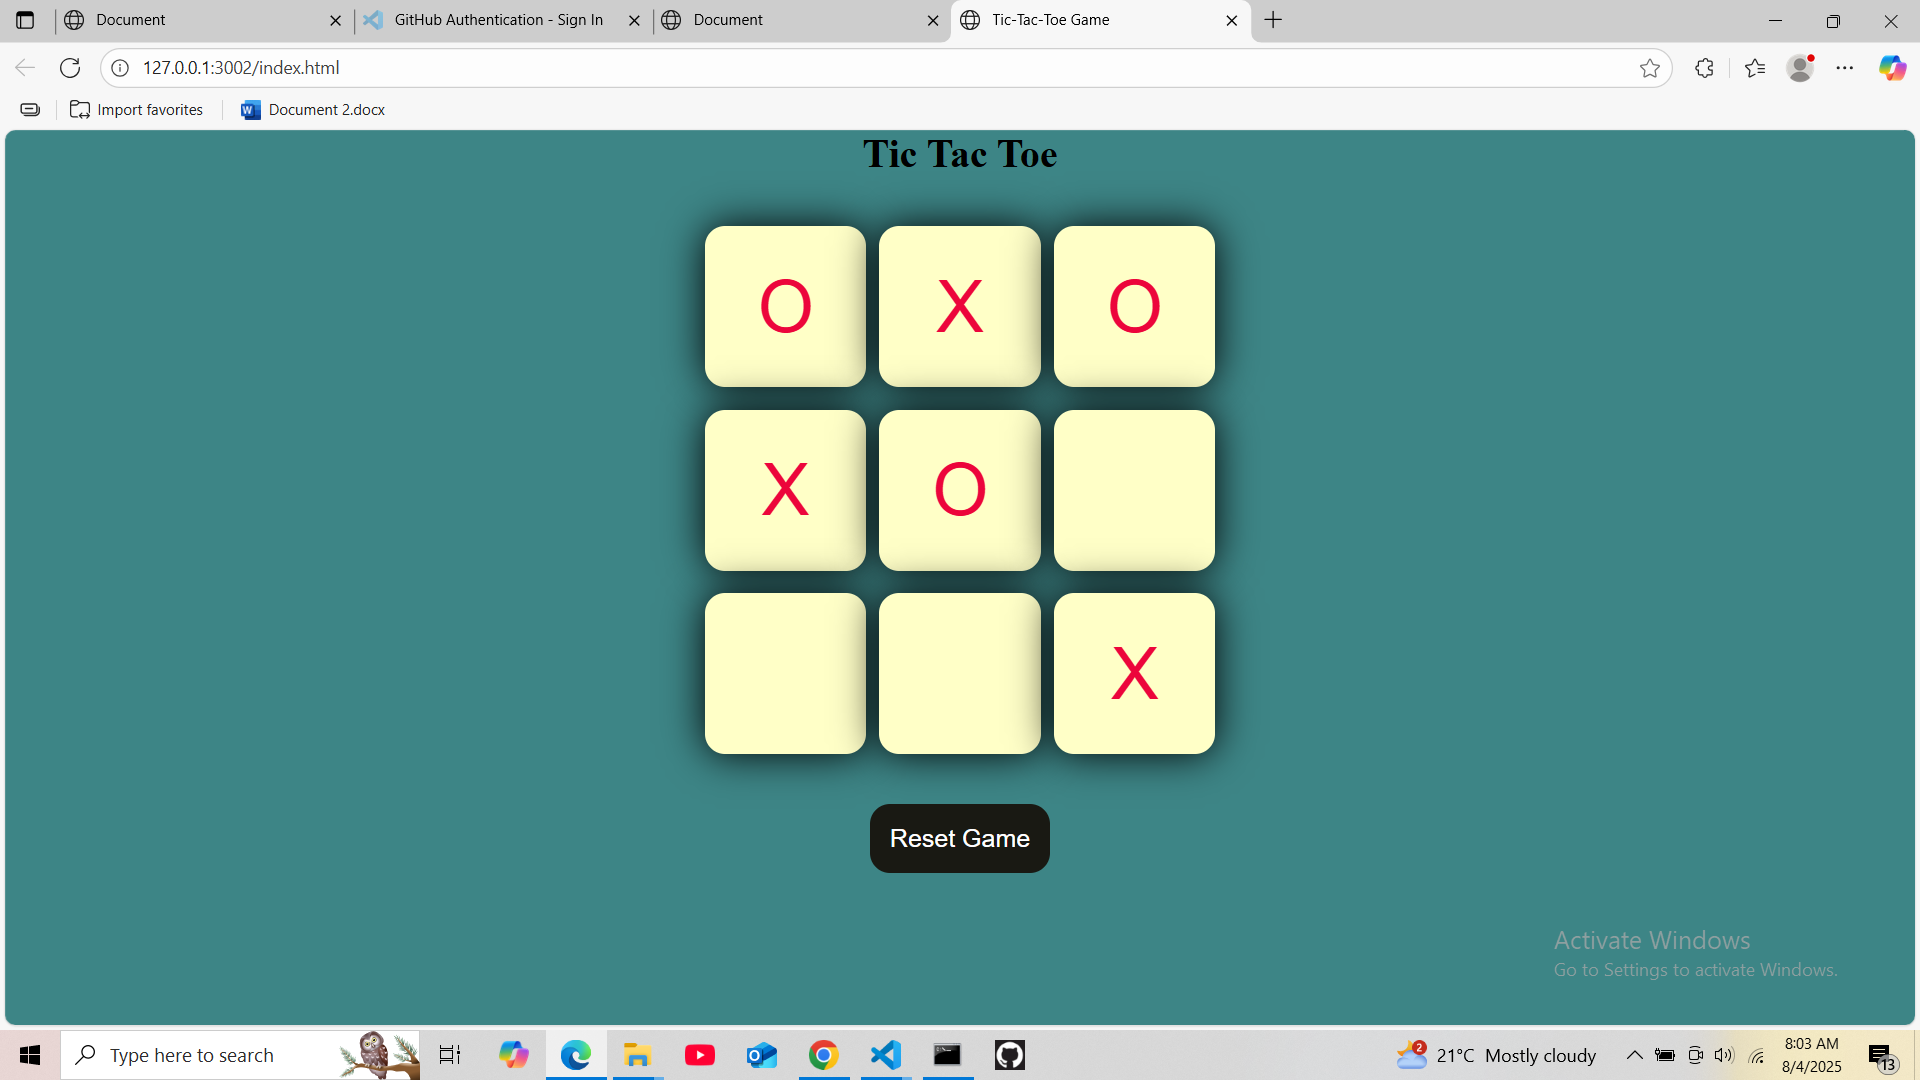 Document
GitHub Authentication - Sign In
Document
Tic-Tac-Toe Game
127.0.0.1:3002/index.html
Import favorites
Document 2.docx
Tic Tac Toe
O X O
X O
X
Reset Game
Activate Windows
Go to Settings to activate Windows.
Type here to search
2
21°C Mostly cloudy
8:03 AM
8/4/2025
13